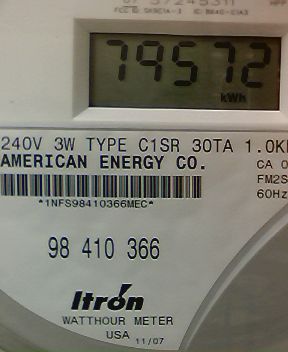 79572
kWh
240V 3W TYPE C1SR 30TA 1.0K
AMERICAN ENERGY CO.
CA 0
FM2S
60Hz
*1NFS98410366MEC*
98 410 366
Itron
WATTHOUR METER
USA 11/07